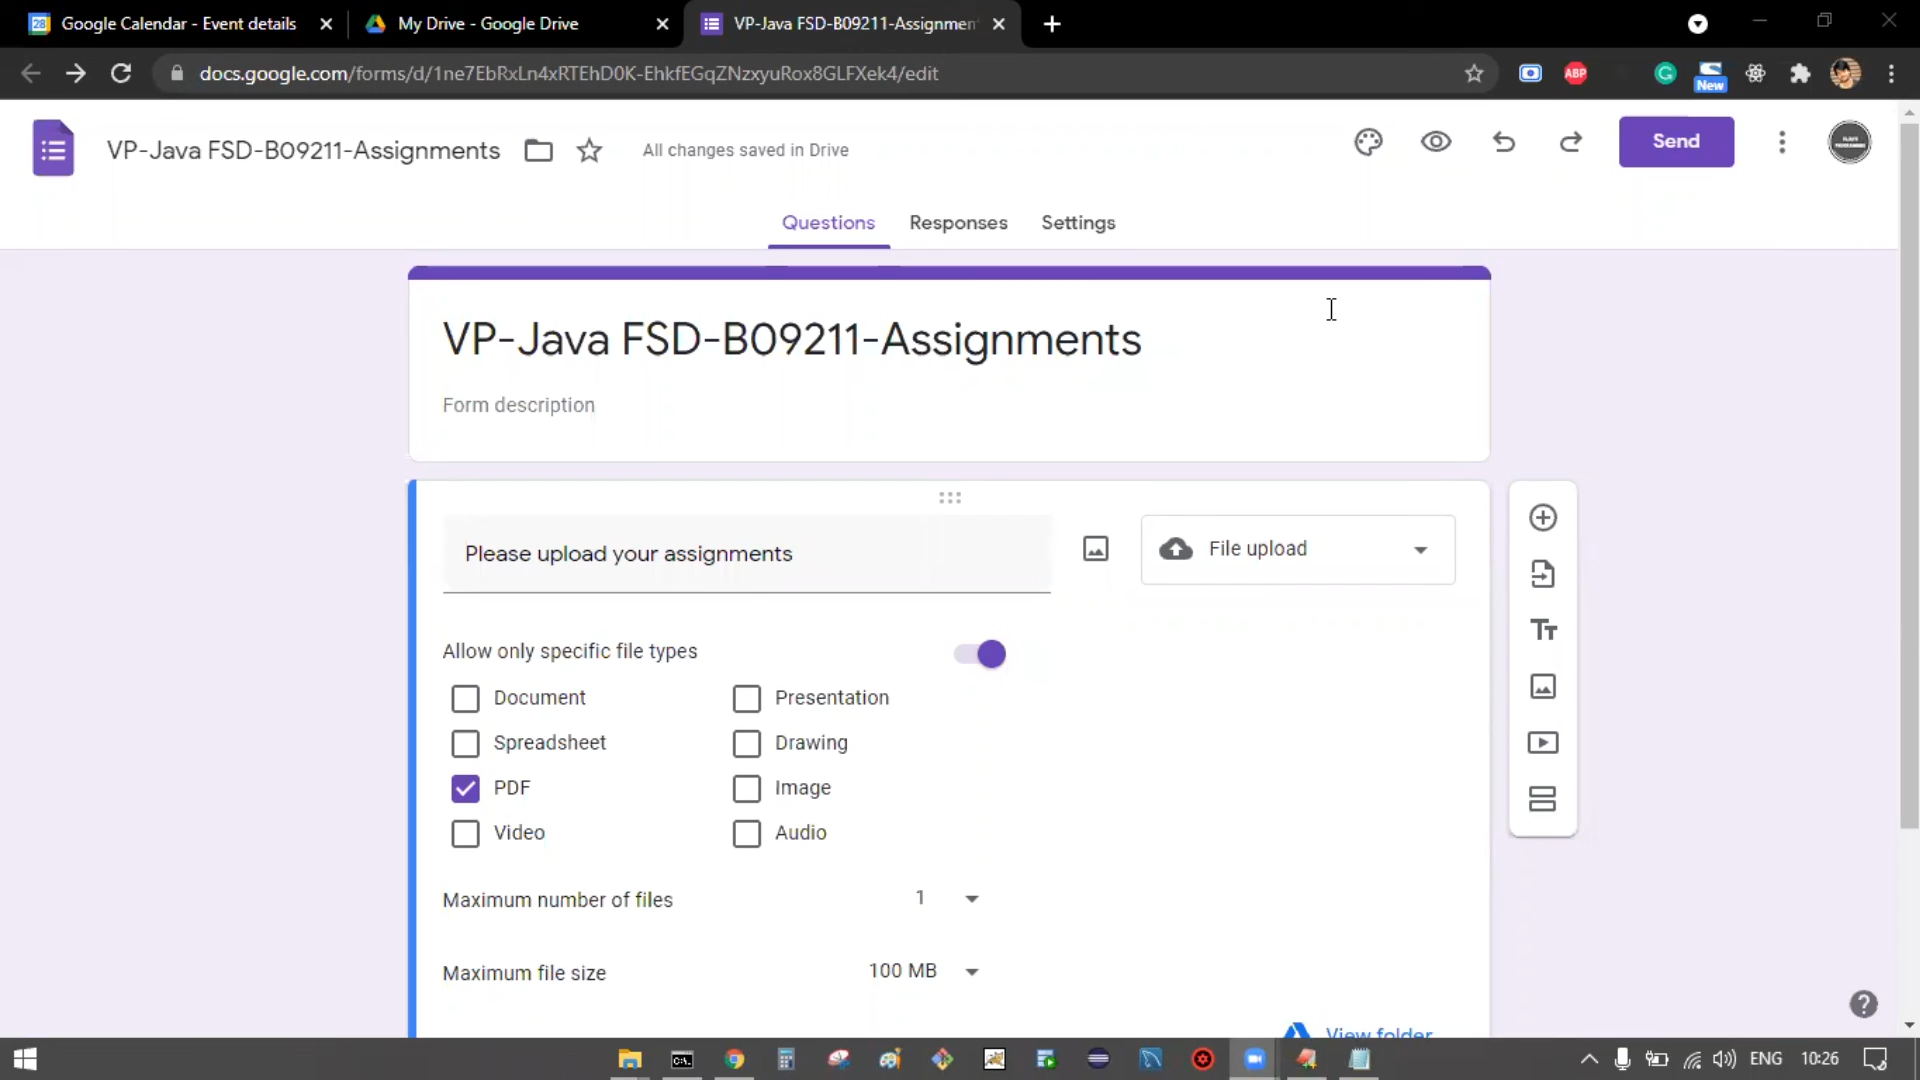 Google Calendar - Event details
My Drive - Google Drive
VP-Java FSD-B09211-Assignmen
docs.google.com/forms/d/1ne7EbRxLn4xRTEhD0K-EhkfEGqZNzxyuRox8GLFXek4/edit
ABP
New
VP-Java FSD-B09211-Assignments
All changes saved in Drive
Send
Questions
Responses
Settings
VP-Java FSD-B09211-Assignments
Form description
Please upload your assignments
File upload
Allow only specific file types
Document
Presentation
Spreadsheet
Drawing
PDF
Image
Video
Audio
Maximum number of files
1
Maximum file size
100 MB
View folder
ENG
10:26